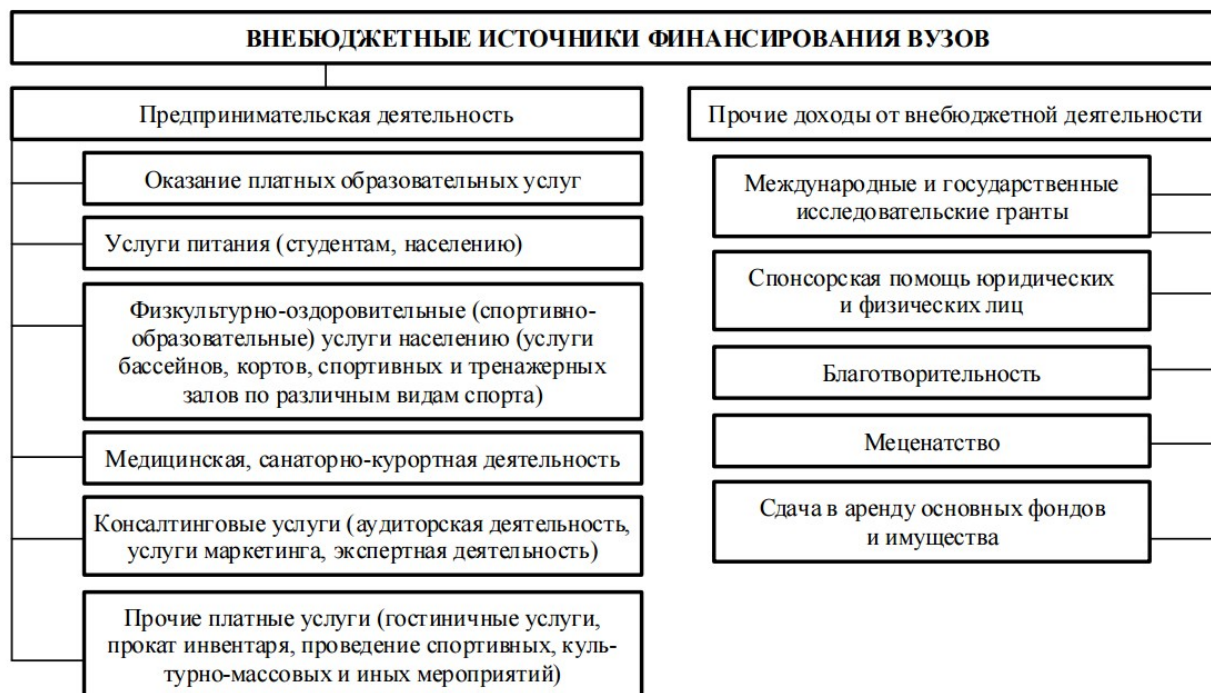 ВНЕБЮДЖЕТНЫЕ ИСТОЧНИКИ ФИНАНСИРОВАНИЯ ВУЗОВ
Предпринимательская деятельность
Оказание платных образовательных услуг
Услуги питания (студентам, населению)
Физкультурно-оздоровительные (спортивно-
образовательные) услуги населению (услуги
бассейнов, кортов, спортивных и тренажерных
залов по различным видам спорта)
Медицинская, санаторно-курортная деятельность
Консалтинговые услуги (аудиторская деятельность,
услуги маркетинга, экспертная деятельность)
Прочие платные услуги (гостиничные услуги,
прокат инвентаря, проведение спортивных, куль-
турно-массовых и иных мероприятий)
Прочие доходы от внебюджетной деятельности
Международные и государственные
исследовательские гранты
Спонсорская помощь юридических
и физических лиц
Благотворительность
Меценатство
Сдача в аренду основных фондов
и имущества